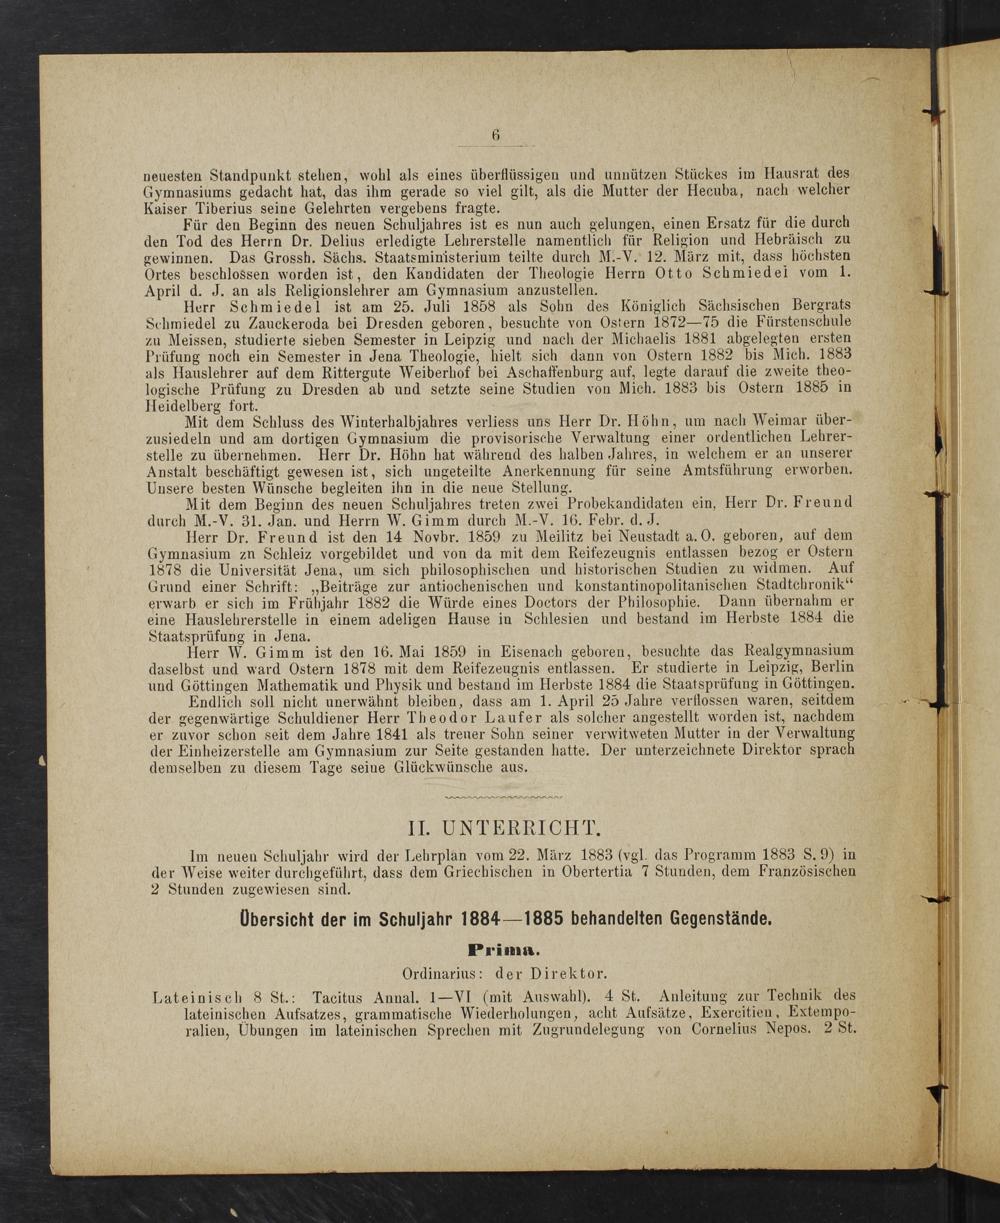 6
neuesten Standpunkt stehen, wohl als eines überflüssigen und unnützen Stückes im Hausrat des
Gymnasiums gedacht hat, das ihm gerade so viel gilt, als die Mutter der Hecuba, nach welcher
Kaiser Tiberius seine Gelehrten vergebens fragte.
Für den Beginn des neuen Schuljahres ist es nun auch gelungen, einen Ersatz für die durch
den Tod des Herrn Dr. Delius erledigte Lehrerstelle namentlich für Religion und Hebräisch zu
gewinnen. Das Grossh. Sächs. Staatsministerium teilte durch M.-V. 12. März mit, dass höchsten
Ortes beschlossen worden ist, den Kandidaten der Theologie Herrn Otto Schmiedel vom 1.
April d. J. an als Religionslehrer am Gymnasium anzustellen.
Herr Schmiedel ist am 25. Juli 1858 als Sohn des Königlich Sächsischen Bergrats
Schmiedel zu Zauckeroda bei Dresden geboren, besuchte von Ostern 1872—75 die Fürstenschule
zu Meissen, studierte sieben Semester in Leipzig und nach der Michaelis 1881 abgelegten ersten
Prüfung noch ein Semester in Jena Theologie, hielt sich dann von Ostern 1882 bis Mich. 1883
als Hauslehrer auf dem Rittergute Weiberhof bei Aschaffenburg auf, legte darauf die zweite theo-
logische Prüfung zu Dresden ab und setzte seine Studien von Mich. 1883 bis Ostern 1885 in
Heidelberg fort.
Mit dem Schluss des Winterhalbjahres verliess uns Herr Dr. Höhn, um nach Weimar über-
zusiedeln und am dortigen Gymnasium die provisorische Verwaltung einer ordentlichen Lehrer-
stelle zu übernehmen. Herr Dr. Höhn hat während des halben Jahres, in welchem er an unserer
Anstalt beschäftigt gewesen ist, sich ungeteilte Anerkennung für seine Amtsführung erworben.
Unsere besten Wünsche begleiten ihn in die neue Stellung.
Mit dem Beginn des neuen Schuljahres treten zwei Probekandidaten ein, Herr Dr. Freund
durch M.-V. 31. Jan. und Herrn W. Gimm durch M.-V. 16. Febr. d. J.
Herr Dr. Freund ist den 14 Novbr. 1859 zu Meilitz bei Neustadt a. O. geboren, auf dem
Gymnasium zn Schleiz vorgebildet und von da mit dem Reifezeugnis entlassen bezog er Ostern
1878 die Universität Jena, um sich philosophischen und historischen Studien zu widmen. Auf
Grund einer Schrift: „Beiträge zur antiochenischen und konstantinopolitanischen Stadtchronik“
erwarb er sich im Frühjahr 1882 die Würde eines Doctors der Philosophie. Dann übernahm er
eine Hauslehrerstelle in einem adeligen Hause in Schlesien und bestand im Herbste 1884 die
Staatsprüfung in Jena.
Herr W. Gimm ist den 16. Mai 1859 in Eisenach geboren, besuchte das Realgymnasium
daselbst und ward Ostern 1878 mit dem Reifezeugnis entlassen. Er studierte in Leipzig, Berlin
und Göttingen Mathematik und Physik und bestand im Herbste 1884 die Staatsprüfung in Göttingen.
Endlich soll nicht unerwähnt bleiben, dass am 1. April 25 Jahre verflossen waren, seitdem
der gegenwärtige Schuldiener Herr Theodor Laufer als solcher angestellt worden ist, nachdem
er zuvor schon seit dem Jahre 1841 als treuer Sohn seiner verwitweten Mutter in der Verwaltung
der Einheizerstelle am Gymnasium zur Seite gestanden hatte. Der unterzeichnete Direktor sprach
demselben zu diesem Tage seine Glückwünsche aus.
II. UNTERRICHT.
Im neuen Schuljahr wird der Lehrplan vom 22. März 1883 (vgl. das Programm 1883 S. 9) in
der Weise weiter durchgeführt, dass dem Griechischen in Obertertia 7 Stunden, dem Französischen
2 Stunden zugewiesen sind.
Übersicht der im Schuljahr 1884—1885 behandelten Gegenstände.
Prima.
Ordinarius: der Direktor.
Lateinisch 8 St.: Tacitus Annal. 1—VI (mit Auswahl). 4 St. Anleitung zur Technik des
lateinischen Aufsatzes, grammatische Wiederholungen, acht Aufsätze, Exercitien, Extempo-
ralien, Übungen im lateinischen Sprechen mit Zugrundelegung von Cornelius Nepos. 2 St.